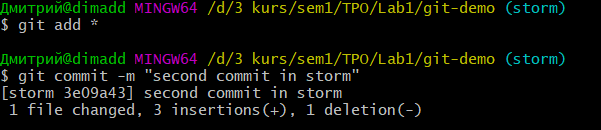 Дмитрий@dimadd MINGW64 /d/3 kurs/sem1/TPO/Lab1/git-demo (storm)
$ git add *
Дмитрий@dimadd MINGW64 /d/3 kurs/sem1/TPO/Lab1/git-demo (storm)
$ git commit -m "second commit in storm"
[storm 3e09a43] second commit in storm
 1 file changed, 3 insertions(+), 1 deletion(-)